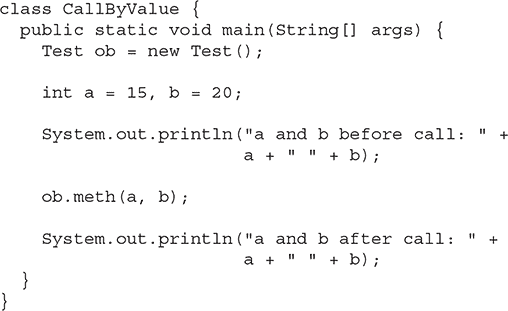 class CallByValue {
  public static void main(String[] args) {
    Test ob = new Test();

    int a = 15, b = 20;

    System.out.println("a and b before call: " +
                        a + " " + b);

    ob.meth(a, b);

    System.out.println("a and b after call: " +
                        a + " " + b);
  }
}